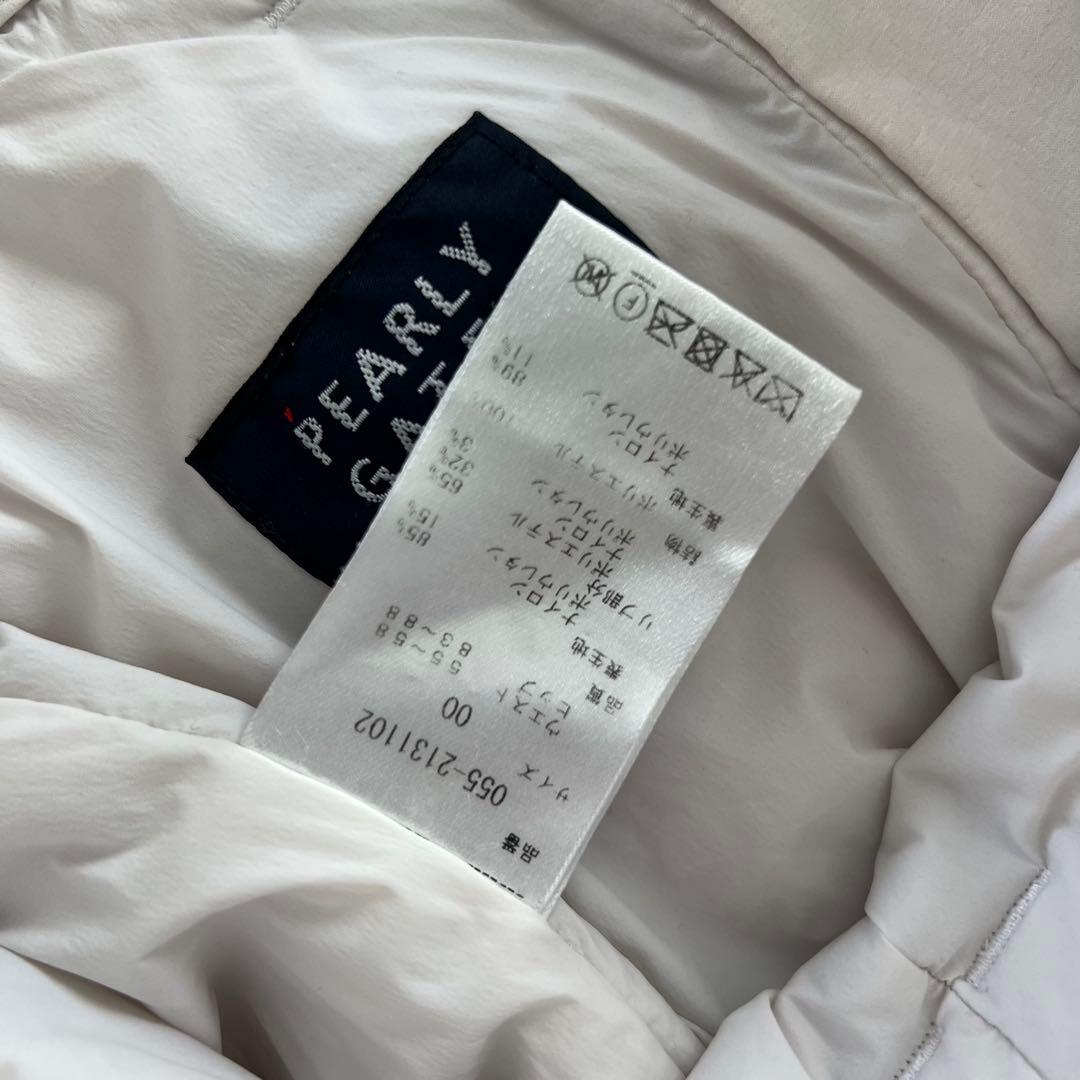 PEARLY
GATE
品番
055-2131102
サイズ 00
ウエスト 55～58
ヒップ 83～88
品質
表生地 ナイロン 85%
ポリウレタン 15%
リブ部分
ポリエステル 65%
ナイロン 32%
ポリウレタン 3%
詰物 ポリエステル 100%
裏生地 ナイロン 89%
ポリウレタン 11%
F
W